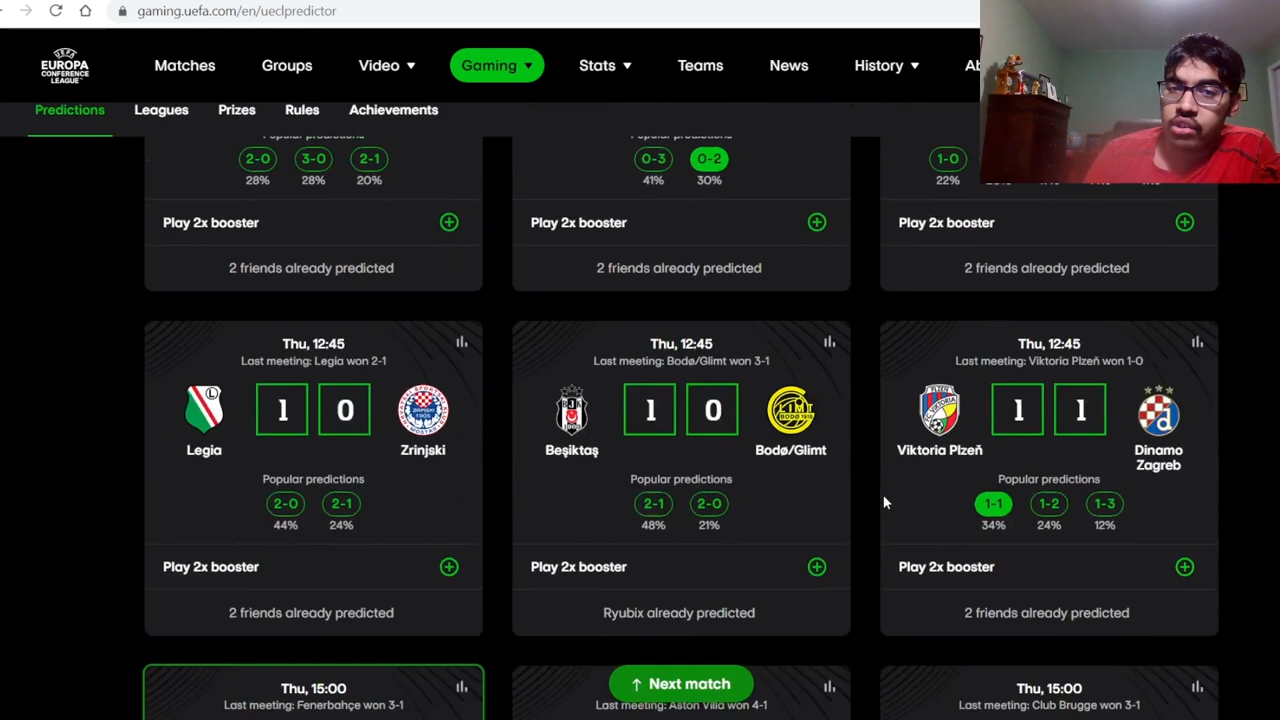 gaming.uefa.com/en/ueclpredictor
UEFA
EUROPA
CONFERENCE
LEAGUE
Matches
Groups
Video
Gaming
Stats
Teams
News
History
Ab
Predictions
Leagues
Prizes
Rules
Achievements
Popular predictions
2-0 3-0 2-1
28% 28% 20%
Play 2x booster
2 friends already predicted
Popular predictions
0-3 0-2
41% 30%
Play 2x booster
2 friends already predicted
1-0
22%
Play 2x booster
2 friends already predicted
Thu, 12:45
Last meeting: Legia won 2-1
L
1 0
Legia
Zrinjski
Popular predictions
2-0 2-1
44% 24%
Play 2x booster
2 friends already predicted
Thu, 12:45
Last meeting: Bodø/Glimt won 3-1
1 0
GLIMT
Beşiktaş
Bodø/Glimt
Popular predictions
2-1 2-0
48% 21%
Play 2x booster
Ryubix already predicted
Thu, 12:45
Last meeting: Viktoria Plzeň won 1-0
1 1
Viktoria Plzeň
Dinamo
Zagreb
Popular predictions
1-1 1-2 1-3
34% 24% 12%
Play 2x booster
2 friends already predicted
Thu, 15:00
Last meeting: Fenerbahçe won 3-1
Next match
Last meeting: Aston Villa won 4-1
Thu, 15:00
Last meeting: Club Brugge won 3-1